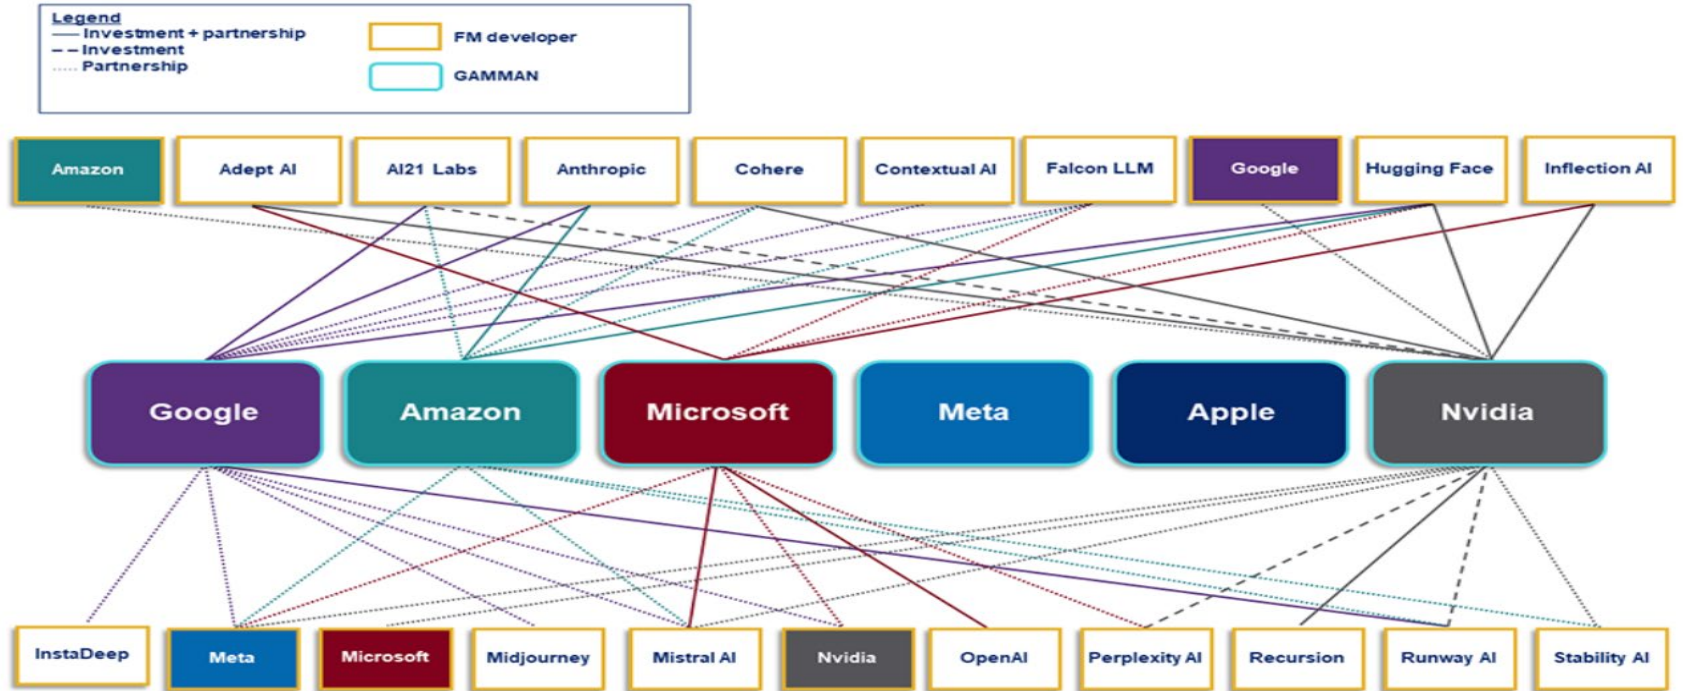 Legend
Investment + partnership
Investment
Partnership
FM developer
GAMMAN
Amazon
Adept AI
AI21 Labs
Anthropic
Cohere
Contextual AI
Falcon LLM
Google
Hugging Face
Inflection AI
Google
Amazon
Microsoft
Meta
Apple
Nvidia
InstaDeep
Meta
Microsoft
Midjourney
Mistral AI
Nvidia
OpenAI
Perplexity AI
Recursion
Runway AI
Stability AI